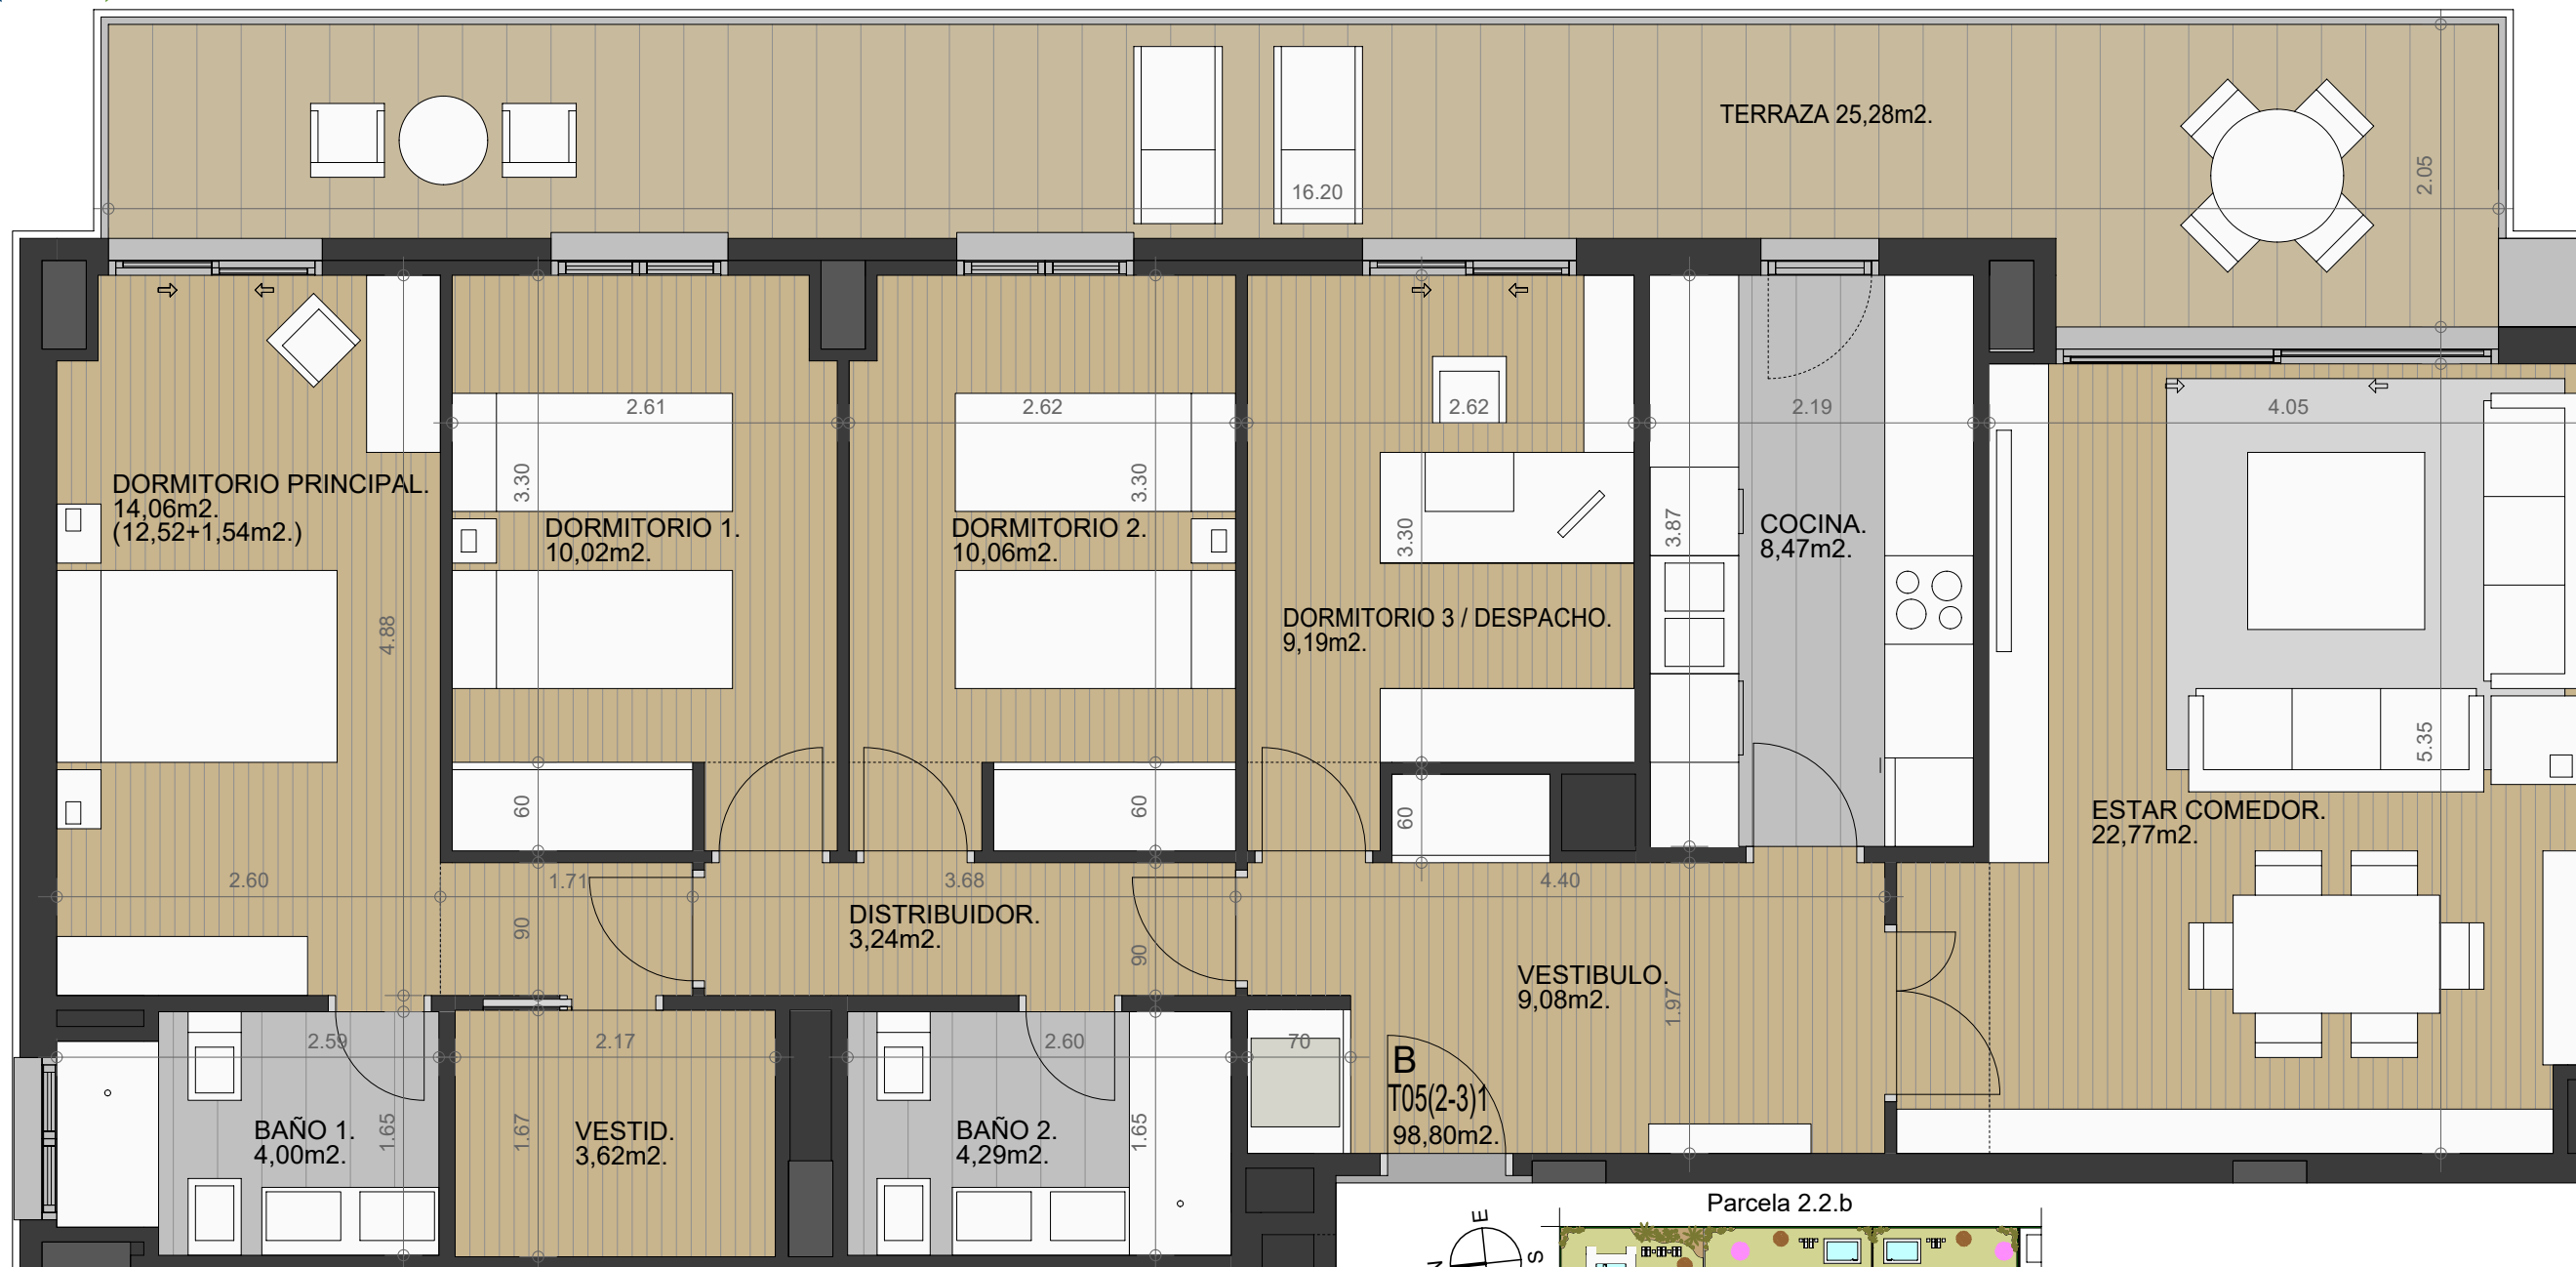 TERRAZA 25,28m2.
2.05
16.20
2.61
2.62
2.62
2.19
4.05
DORMITORIO PRINCIPAL.
14,06m2.
(12,52+1,54m2.)
3.30
DORMITORIO 1.
10,02m2.
3.30
DORMITORIO 2.
10,06m2.
3.30
DORMITORIO 3 / DESPACHO.
9,19m2.
3.87
COCINA.
8,47m2.
4.88
5.35
ESTAR COMEDOR.
22,77m2.
60
60
60
2.60
1.71
3.68
4.40
90
DISTRIBUIDOR.
3,24m2.
90
VESTIBULO.
9,08m2.
1.97
2.59
2.17
2.60
70
B
T05(2-3)1
98,80m2.
BAÑO 1.
4,00m2.
1.65
1.67
VESTID.
3,62m2.
BAÑO 2.
4,29m2.
1.65
Parcela 2.2.b
E
S
N